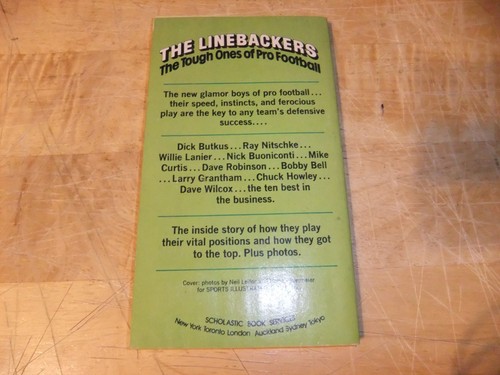 THE LINEBACKERS
The Tough Ones of Pro Football
The new glamor boys of pro football...
their speed, instincts, and ferocious
play are the key to any team's defensive
success....
Dick Butkus... Ray Nitschke...
Willie Lanier... Nick Buoniconti... Mike
Curtis... Dave Robinson... Bobby Bell
... Larry Grantham... Chuck Howley...
Dave Wilcox... the ten best in
the business.
The inside story of how they play
their vital positions and how they got
to the top. Plus photos.
Cover: photos by Neil
for SPORTS
SCHOLASTIC BOOK SERVICES
New York Toronto London Auckland Sydney Tokyo